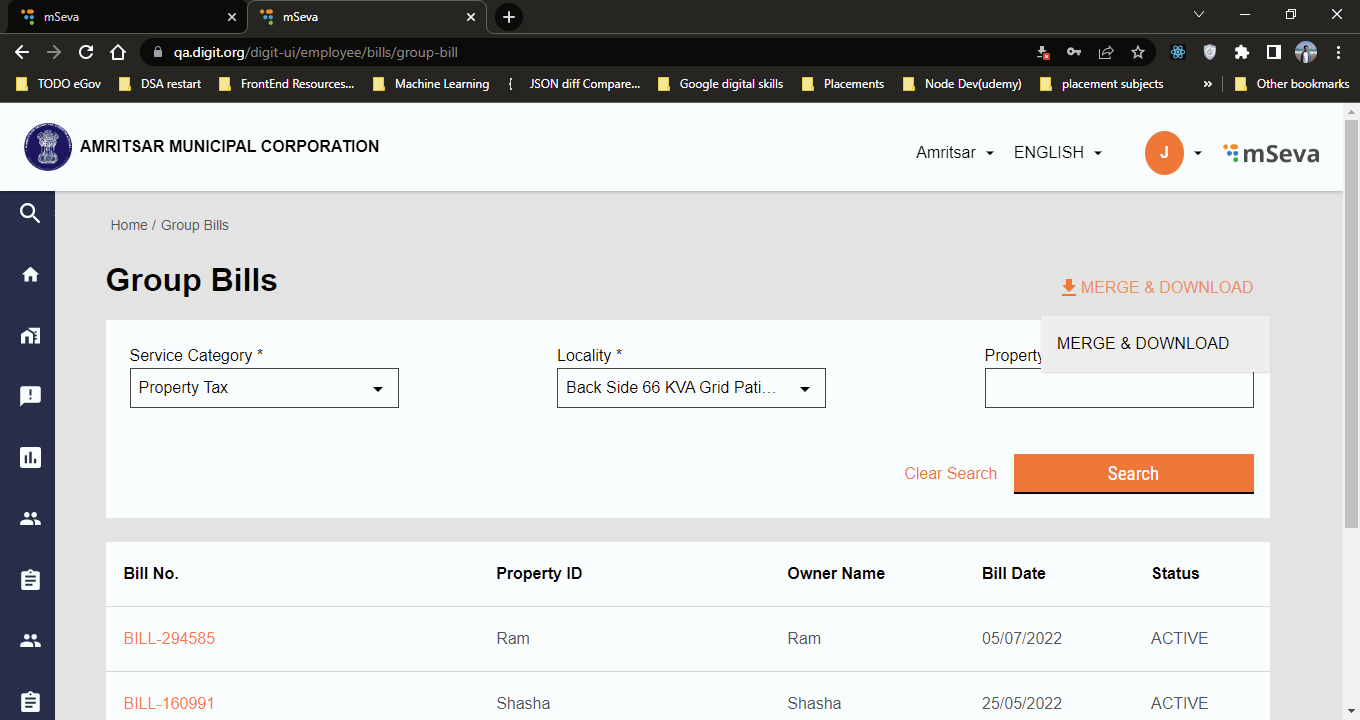 mSeva
mSeva
qa.digit.org/digit-ui/employee/bills/group-bill
TODO eGov
DSA restart
FrontEnd Resources...
Machine Learning
{ JSON diff Compare...
Google digital skills
Placements
Node Dev(udemy)
placement subjects
»
Other bookmarks
AMRITSAR MUNICIPAL CORPORATION
Amritsar
ENGLISH
J
mSeva
Home / Group Bills
Group Bills
MERGE & DOWNLOAD
MERGE & DOWNLOAD
Service Category *
Locality *
Property
Property Tax
Back Side 66 KVA Grid Pati...
Clear Search
Search
Bill No. Property ID Owner Name Bill Date Status
BILL-294585 Ram Ram 05/07/2022 ACTIVE
BILL-160991 Shasha Shasha 25/05/2022 ACTIVE